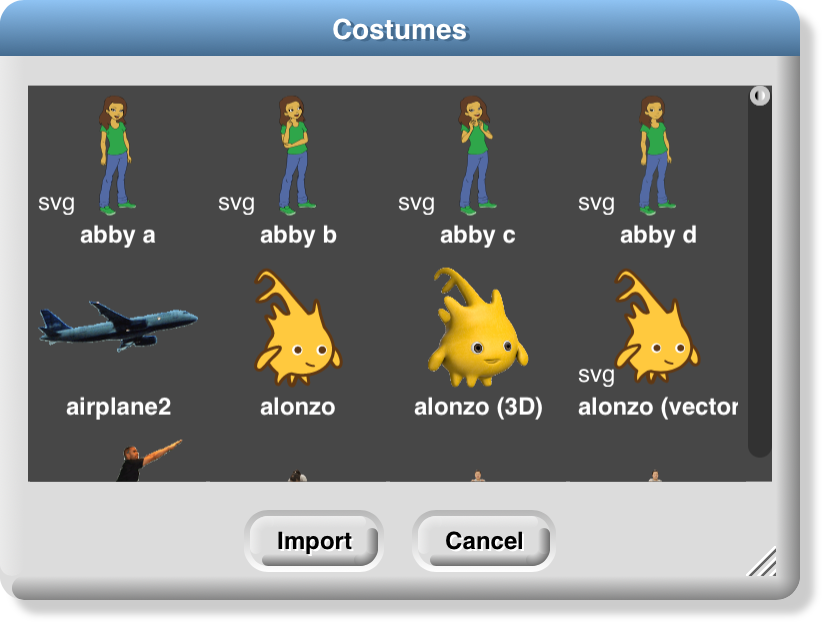 Costumes
svg svg svg svg
abby a abby b abby c abby d
svg
airplane2 alonzo alonzo (3D) alonzo (vector
Import Cancel